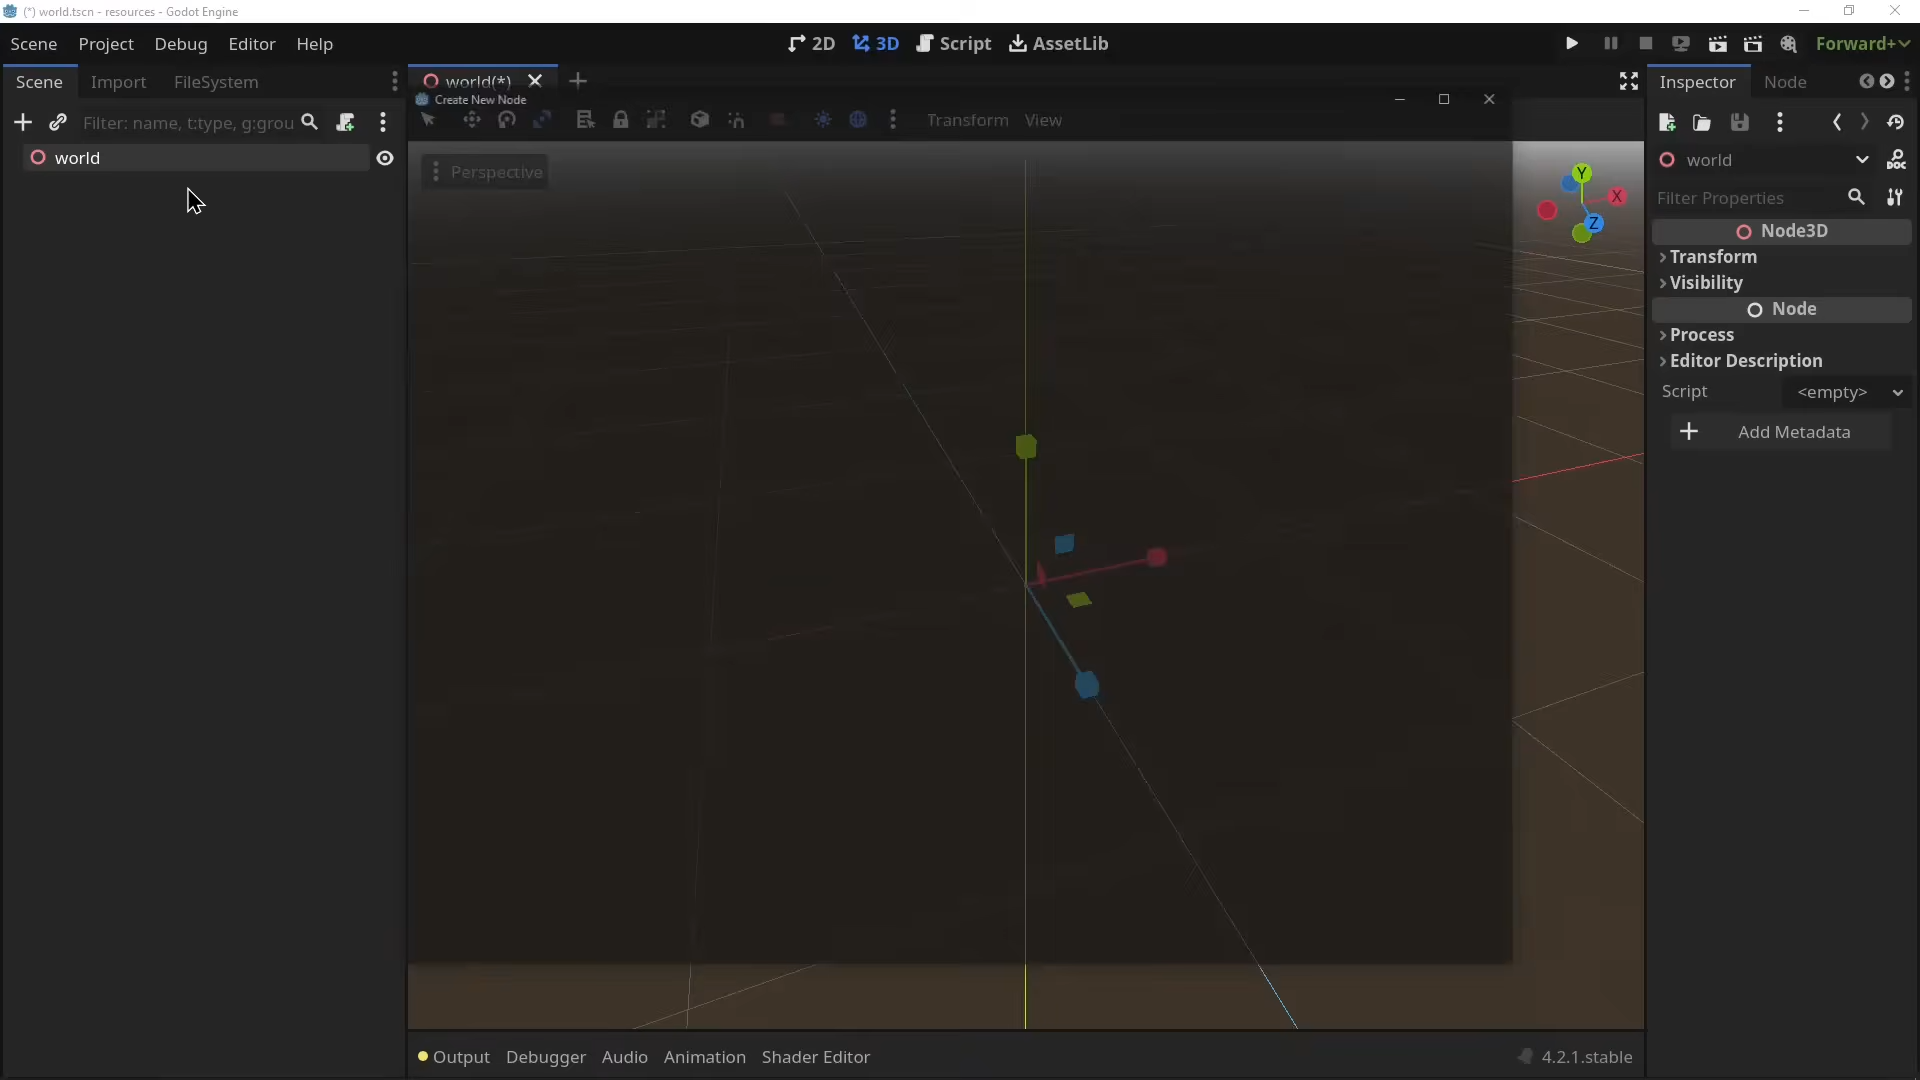 (*) world.tscn - resources - Godot Engine
Scene Project Debug Editor Help
2D 3D Script AssetLib
Forward+
Scene Import FileSystem
world(*)
Inspector Node
Create New Node
Filter: name, t:type, g:grou
Transform View
world
Perspective
world
DOC
Filter Properties
Y
X
Z
Node3D
Transform
Visibility
Node
Process
Editor Description
Script <empty>
Add Metadata
Output Debugger Audio Animation Shader Editor
4.2.1.stable